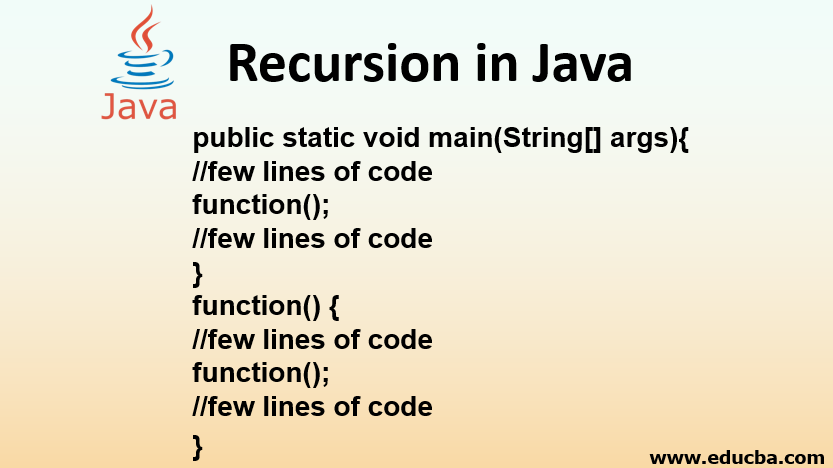 Java
Recursion in Java
public static void main(String[] args){
//few lines of code
function();
//few lines of code
}
function() {
//few lines of code
function();
//few lines of code
}
www.educba.com